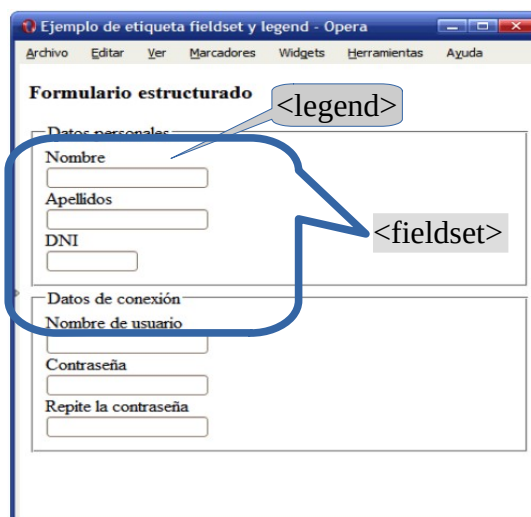 Ejemplo de etiqueta fieldset y legend - Opera
Archivo Editar Ver Marcadores Widgets Herramientas Ayuda
Formulario estructurado
<legend>
Datos personales
Nombre
Apellidos
DNI
<fieldset>
Datos de conexión
Nombre de usuario
Contraseña
Repite la contraseña